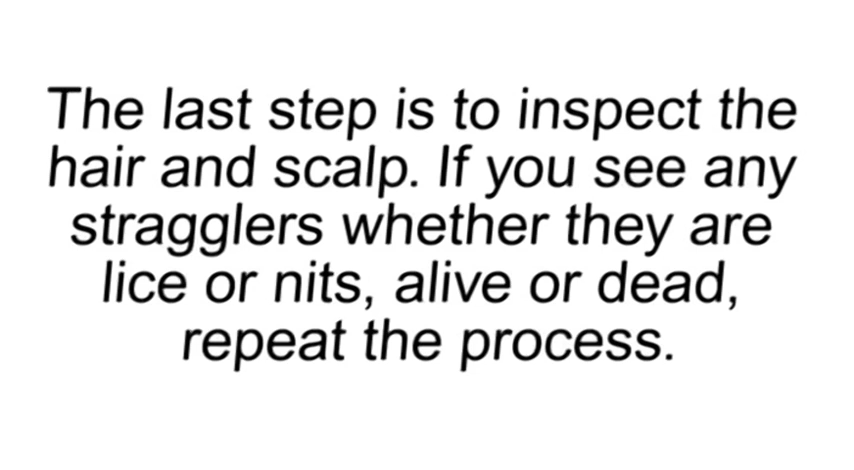 The last step is to inspect the
hair and scalp. If you see any
stragglers whether they are
lice or nits, alive or dead,
repeat the process.